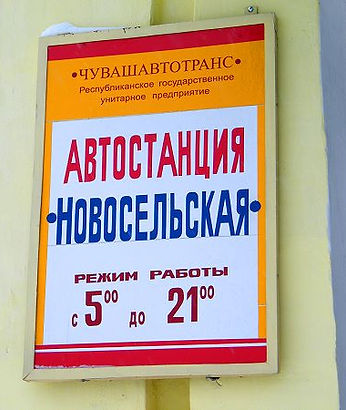 • ЧУВАШАВТОТРАНС •
Республиканское государственное
унитарное предприятие
АВТОСТАНЦИЯ
• НОВОСЕЛЬСКАЯ •
РЕЖИМ РАБОТЫ
с 5⁰⁰ до 21⁰⁰